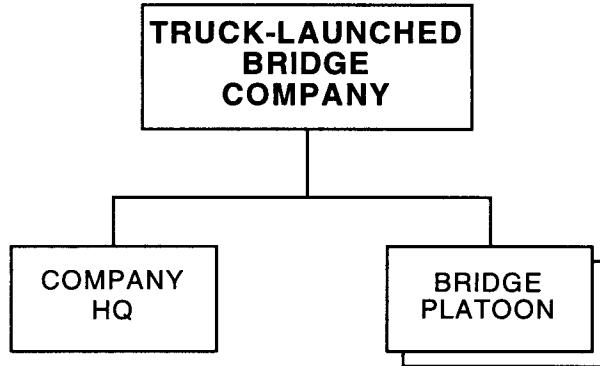 TRUCK-LAUNCHED
BRIDGE
COMPANY
COMPANY
HQ
BRIDGE
PLATOON